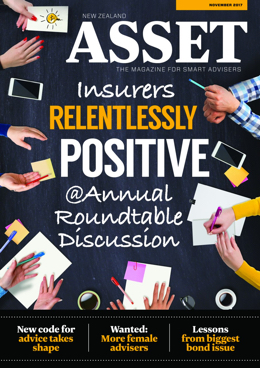 NOVEMBER 2017
NEW ZEALAND
ASSET
THE MAGAZINE FOR SMART ADVISERS
Insurers
RELENTLESSLY
POSITIVE
@Annual
Roundtable
Discussion
New code for
advice takes
shape
Wanted:
More female
advisers
Lessons
from biggest
bond issue